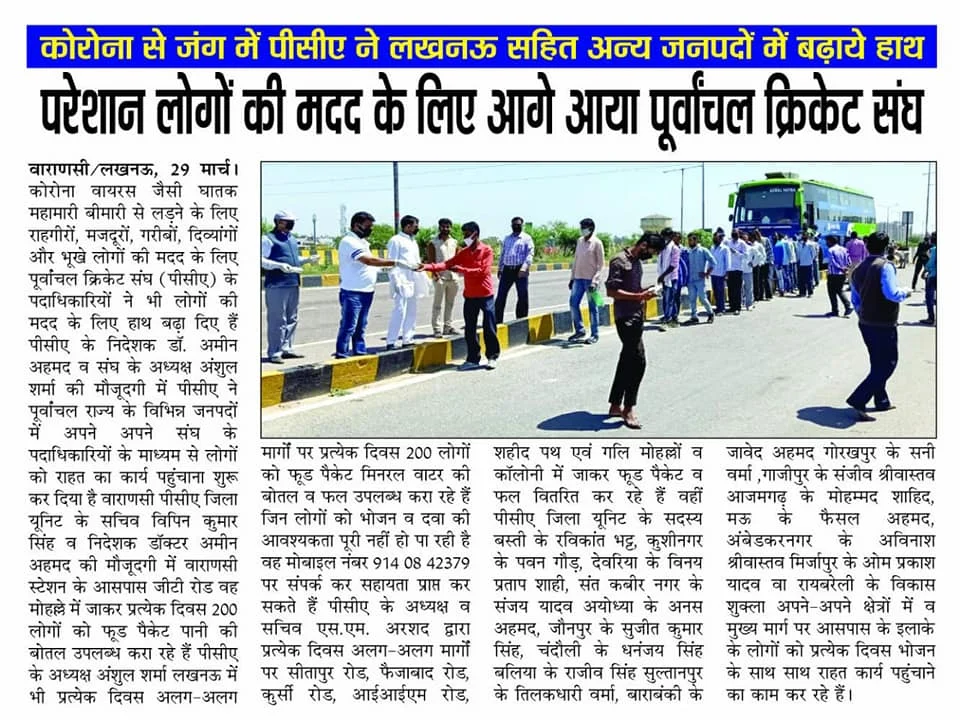 कोरोना से जंग में पीसीए ने लखनऊ सहित अन्य जनपदों में बढ़ाये हाथ
परेशान लोगों की मदद के लिए आगे आया पूर्वांचल क्रिकेट संघ
वाराणसी/लखनऊ, 29 मार्च।
कोरोना वायरस जैसी घातक
महामारी बीमारी से लड़ने के लिए
राहगीरों, मजदूरों, गरीबों, दिव्यांगों
और भूखे लोगों की मदद के लिए
पूर्वांचल क्रिकेट संघ (पीसीए) के
पदाधिकारियों ने भी लोगों की
मदद के लिए हाथ बढ़ा दिए हैं
पीसीए के निदेशक डॉ. अमीन
अहमद व संघ के अध्यक्ष अंशुल
शर्मा की मौजूदगी में पीसीए ने
पूर्वांचल राज्य के विभिन्न जनपदों
में अपने अपने संघ के
पदाधिकारियों के माध्यम से लोगों
को राहत का कार्य पहुंचाना शुरू
कर दिया है वाराणसी पीसीए जिला
यूनिट के सचिव विपिन कुमार
सिंह व निदेशक डॉक्टर अमीन
अहमद की मौजूदगी में वाराणसी
स्टेशन के आसपास जीटी रोड वह
मोहल्ले में जाकर प्रत्येक दिवस 200
लोगों को फूड पैकेट पानी की
बोतल उपलब्ध करा रहे हैं पीसीए
के अध्यक्ष अंशुल शर्मा लखनऊ में
भी प्रत्येक दिवस अलग-अलग
मार्गों पर प्रत्येक दिवस 200 लोगों
को फूड पैकेट मिनरल वाटर की
बोतल व फल उपलब्ध करा रहे हैं
जिन लोगों को भोजन व दवा की
आवश्यकता पूरी नहीं हो पा रही है
वह मोबाइल नंबर 914 08 42379
पर संपर्क कर सहायता प्राप्त कर
सकते हैं पीसीए के अध्यक्ष व
सचिव एस.एम. अरशद द्वारा
प्रत्येक दिवस अलग-अलग मार्गों
पर सीतापुर रोड, फैजाबाद रोड,
कुर्सी रोड, आईआईएम रोड,
शहीद पथ एवं गलि मोहल्लों व
कॉलोनी में जाकर फूड पैकेट व
फल वितरित कर रहे हैं वहीं
पीसीए जिला यूनिट के सदस्य
बस्ती के रविकांत भट्ट, कुशीनगर
के पवन गौड़, देवरिया के विनय
प्रताप शाही, संत कबीर नगर के
संजय यादव अयोध्या के अनस
अहमद, जौनपुर के सुजीत कुमार
सिंह, चंदौली के धनंजय सिंह
बलिया के राजीव सिंह सुल्तानपुर
के तिलकधारी वर्मा, बाराबंकी के
जावेद अहमद गोरखपुर के सनी
वर्मा ,गाजीपुर के संजीव श्रीवास्तव
आजमगढ़ के मोहम्मद शाहिद,
मऊ के फैसल अहमद,
अंबेडकरनगर के अविनाश
श्रीवास्तव मिर्जापुर के ओम प्रकाश
यादव वा रायबरेली के विकास
शुक्ला अपने-अपने क्षेत्रों में व
मुख्य मार्ग पर आसपास के इलाके
के लोगों को प्रत्येक दिवस भोजन
के साथ साथ राहत कार्य पहुंचाने
का काम कर रहे हैं।